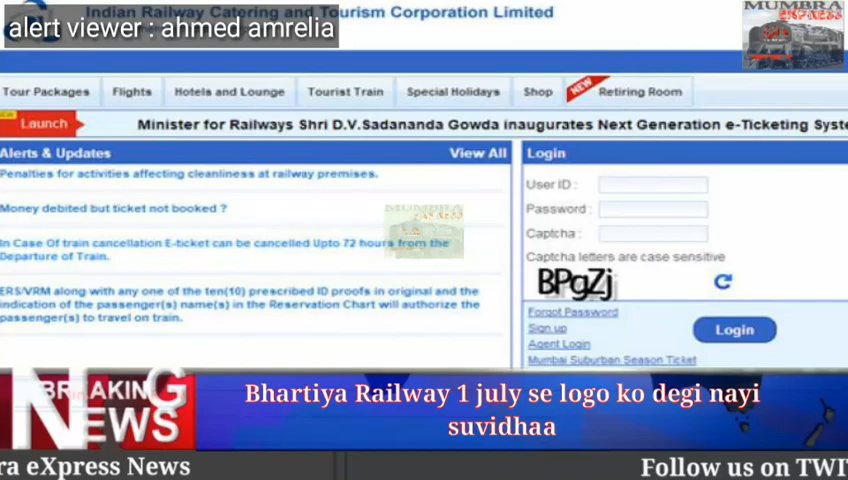 Indian Railway Catering and Tourism Corporation Limited
alert viewer : ahmed amrelia
MUMBRA
EXPRESS
Tour Packages Flights Hotels and Lounge Tourist Train Special Holidays Shop NEW Retiring Room
NEW
Launch
Minister for Railways Shri D.V.Sadananda Gowda inaugurates Next Generation e-Ticketing Syste
Alerts & Updates View All
Penalties for activities affecting cleanliness at railway premises.
Money debited but ticket not booked ?
In Case Of train cancellation E-ticket can be cancelled Upto 72 hours from the
Departure of Train.
ERS/VRM along with any one of the ten(10) prescribed ID proofs in original and the
indication of the passenger(s) name(s) in the Reservation Chart will authorize the
passenger(s) to travel on train.
MUMBRA
EXPRESS
Login
User ID :
Password :
Captcha :
Captcha letters are case sensitive
BPgZj
Forgot Password
Sign up
Agent Login
Mumbai Suburban Season Ticket
Login
BREAKING
NEWS
Bhartiya Railway 1 july se logo ko degi nayi
suvidhaa
ra eXpress News
Follow us on TWIT